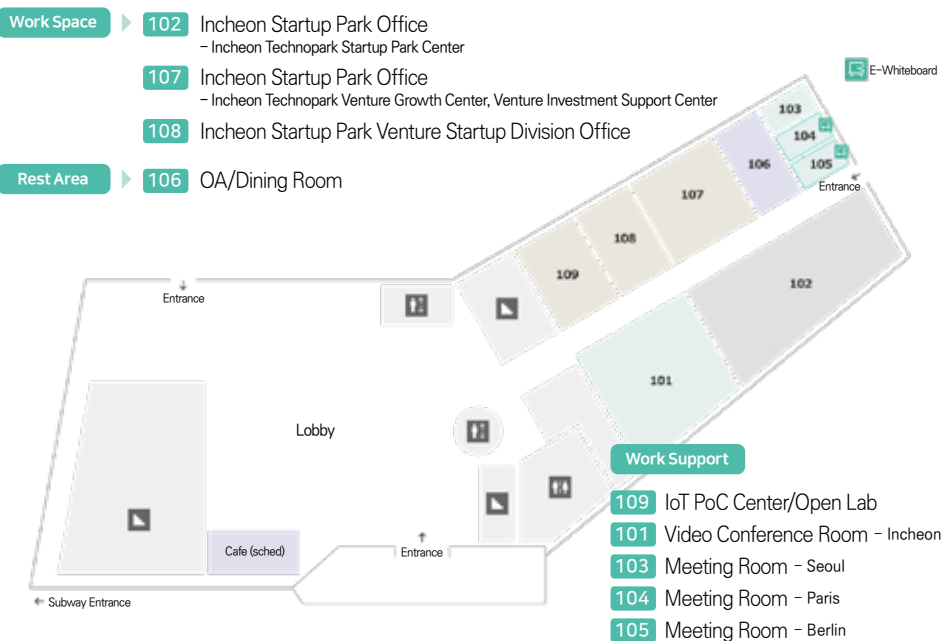 Work Space
102 Incheon Startup Park Office
– Incheon Technopark Startup Park Center
107 Incheon Startup Park Office
– Incheon Technopark Venture Growth Center, Venture Investment Support Center
108 Incheon Startup Park Venture Startup Division Office
Rest Area
106 OA/Dining Room
E-Whiteboard
103
104
105
106
Entrance
107
108
109
102
101
Entrance
Lobby
Cafe (sched)
Entrance
Subway Entrance
Work Support
109 IoT PoC Center/Open Lab
101 Video Conference Room – Incheon
103 Meeting Room – Seoul
104 Meeting Room – Paris
105 Meeting Room – Berlin